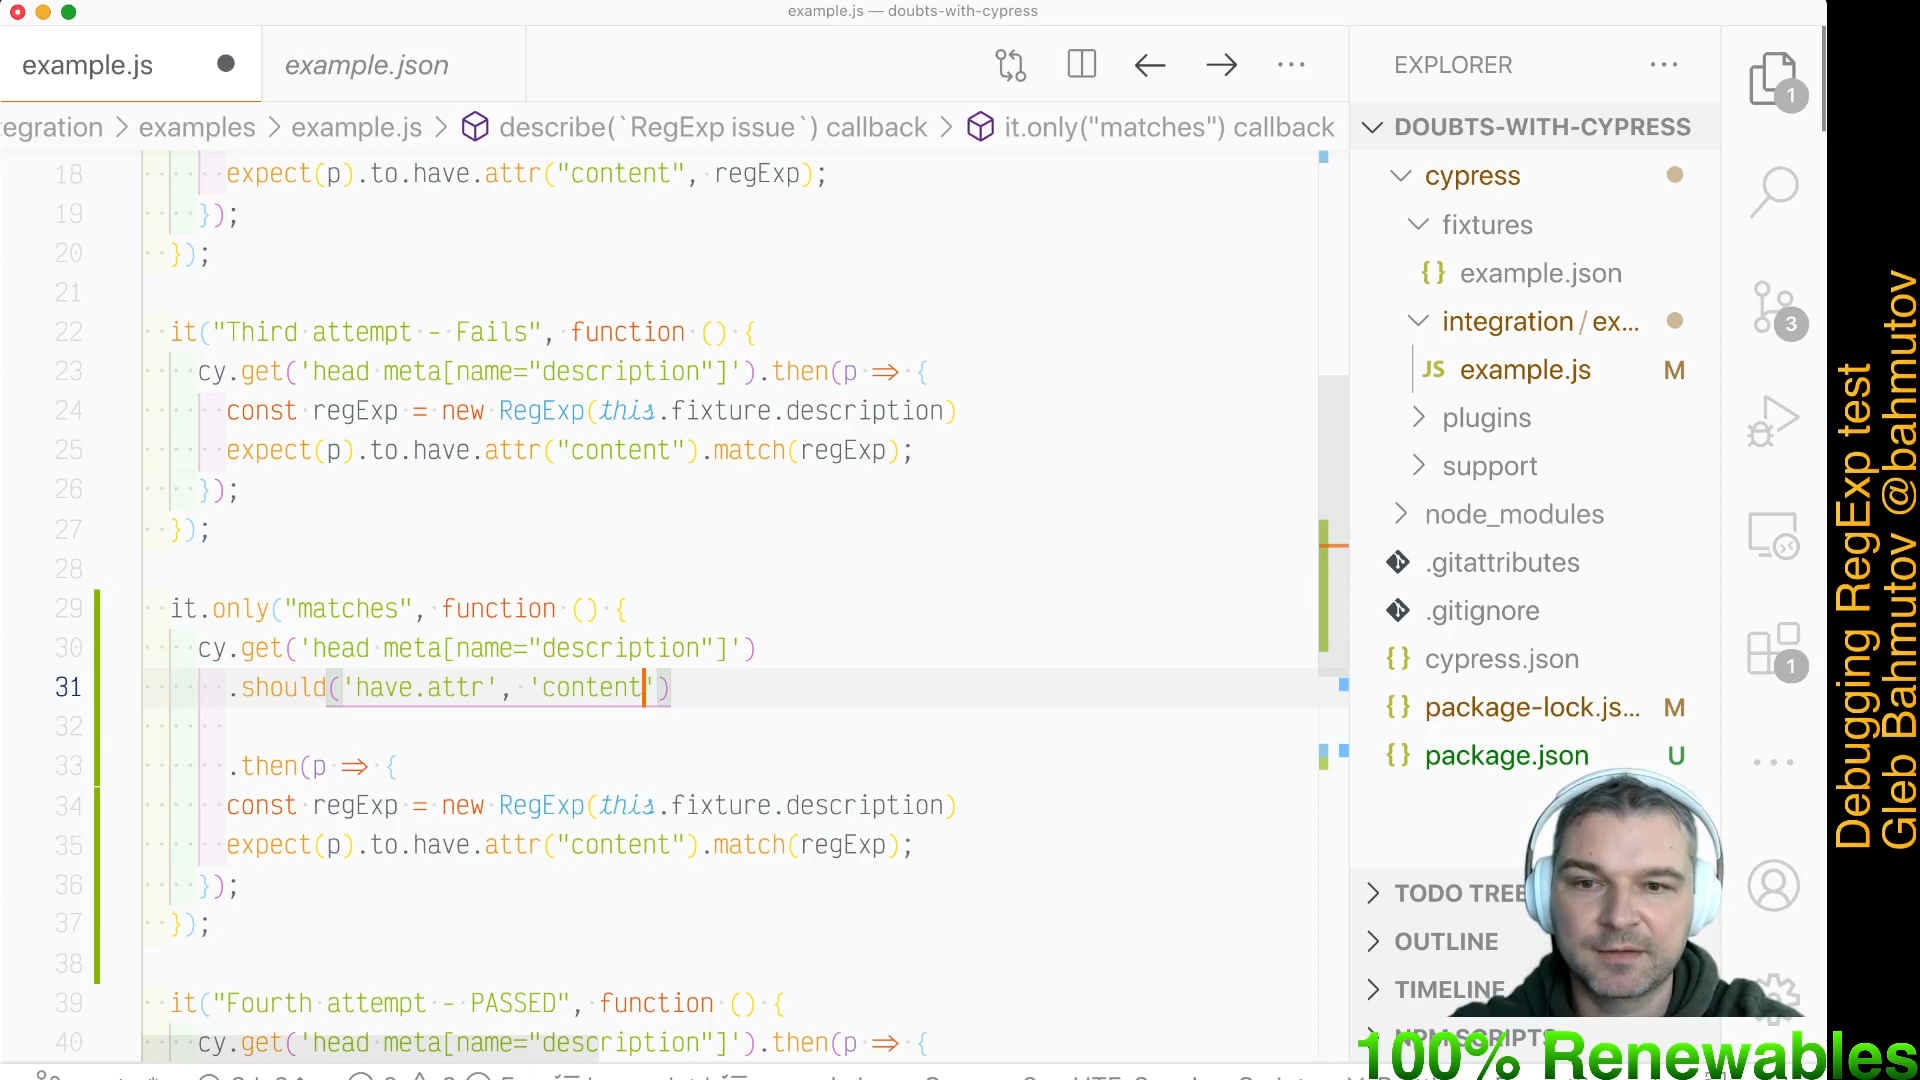 example.js — doubts-with-cypress
example.js
example.json
EXPLORER
egration > examples > example.js > describe(`RegExp issue`) callback > it.only("matches") callback
DOUBTS-WITH-CYPRESS
18 expect(p).to.have.attr("content", regExp);
19 });
20 });
21
22 it("Third attempt - Fails", function () {
23 cy.get('head meta[name="description"]').then(p => {
24 const regExp = new RegExp(this.fixture.description)
25 expect(p).to.have.attr("content").match(regExp);
26 });
27 });
28
29 it.only("matches", function () {
30 cy.get('head meta[name="description"]')
31 .should('have.attr', 'content')
32
33 .then(p => {
34 const regExp = new RegExp(this.fixture.description)
35 expect(p).to.have.attr("content").match(regExp);
36 });
37 });
38
39 it("Fourth attempt - PASSED", function () {
40 cy.get('head meta[name="description"]').then(p => {
cypress
fixtures
{} example.json
integration / ex...
JS example.js M
plugins
support
node_modules
.gitattributes
.gitignore
{} cypress.json
{} package-lock.js... M
{} package.json U
TODO TREE
OUTLINE
TIMELINE
NPM SCRIPTS
1
3
1
Debugging RegExp test
Gleb Bahmutov @bahmutov
100% Renewables